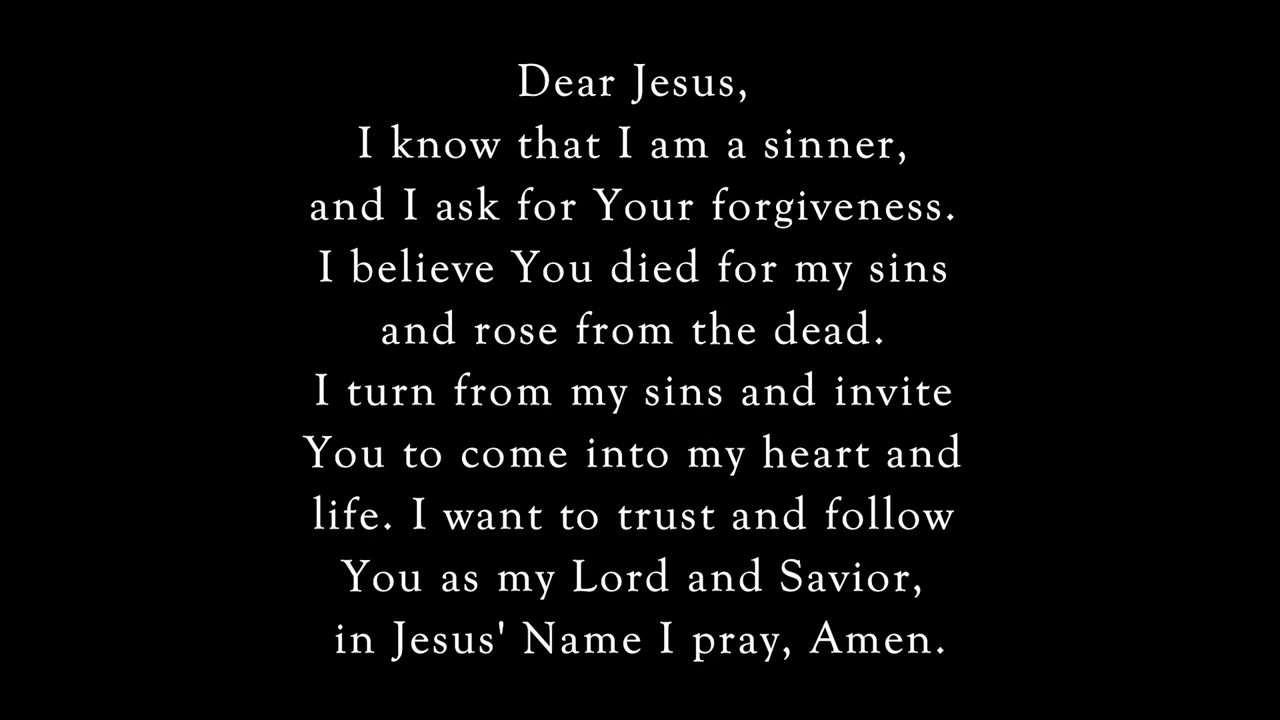 Dear Jesus,
I know that I am a sinner,
and I ask for Your forgiveness.
I believe You died for my sins
and rose from the dead.
I turn from my sins and invite
You to come into my heart and
life. I want to trust and follow
You as my Lord and Savior,
in Jesus' Name I pray, Amen.